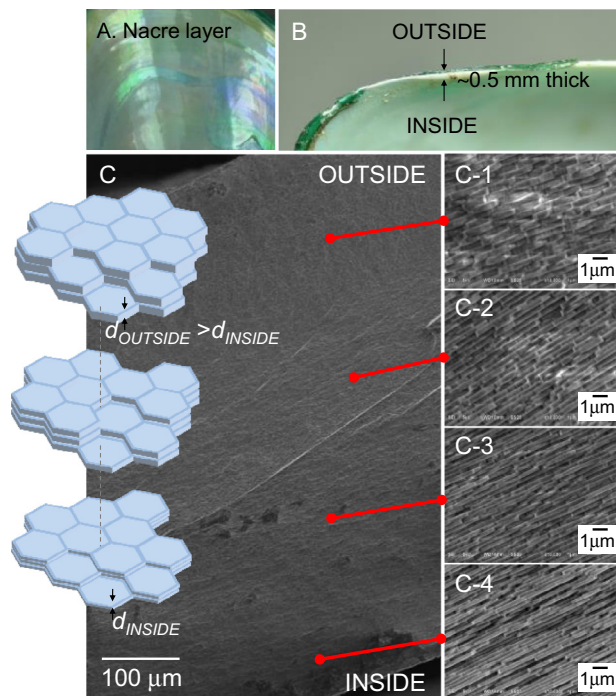 A. Nacre layer
B
OUTSIDE
~0.5 mm thick
INSIDE
C
OUTSIDE
d_OUTSIDE > d_INSIDE
d_INSIDE
100 μm
INSIDE
C-1
1μm
C-2
1μm
C-3
1μm
C-4
1μm